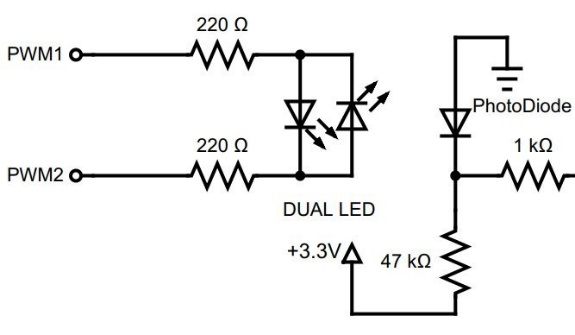 220 Ω
PWM1
PhotoDiode
220 Ω
1 kΩ
PWM2
DUAL LED
+3.3V
47 kΩ